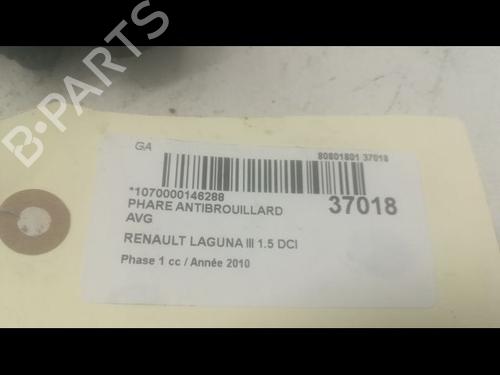 B-PARTS
GA
80801801 37018
*1070000146288
37018
PHARE ANTIBROUILLARD
AVG
RENAULT LAGUNA III 1.5 DCI
Phase 1 cc / Année 2010